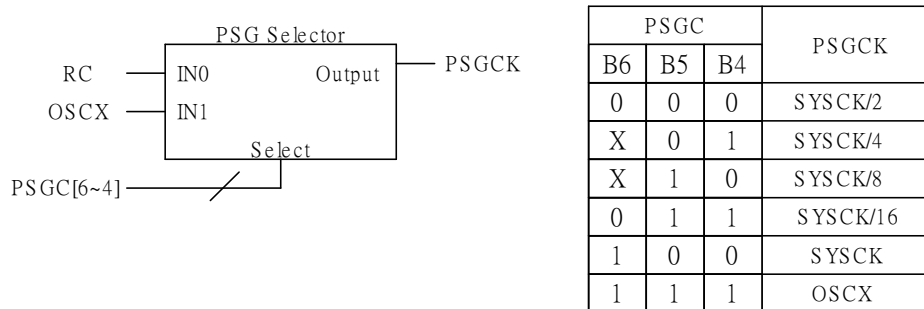 PSG Selector
RC
IN0
Output
PSGCK
OSCX
IN1
Select
PSGC[6~4]
PSGC
PSGCK
B6 B5 B4
0 0 0 SYSCK/2
X 0 1 SYSCK/4
X 1 0 SYSCK/8
0 1 1 SYSCK/16
1 0 0 SYSCK
1 1 1 OSCX